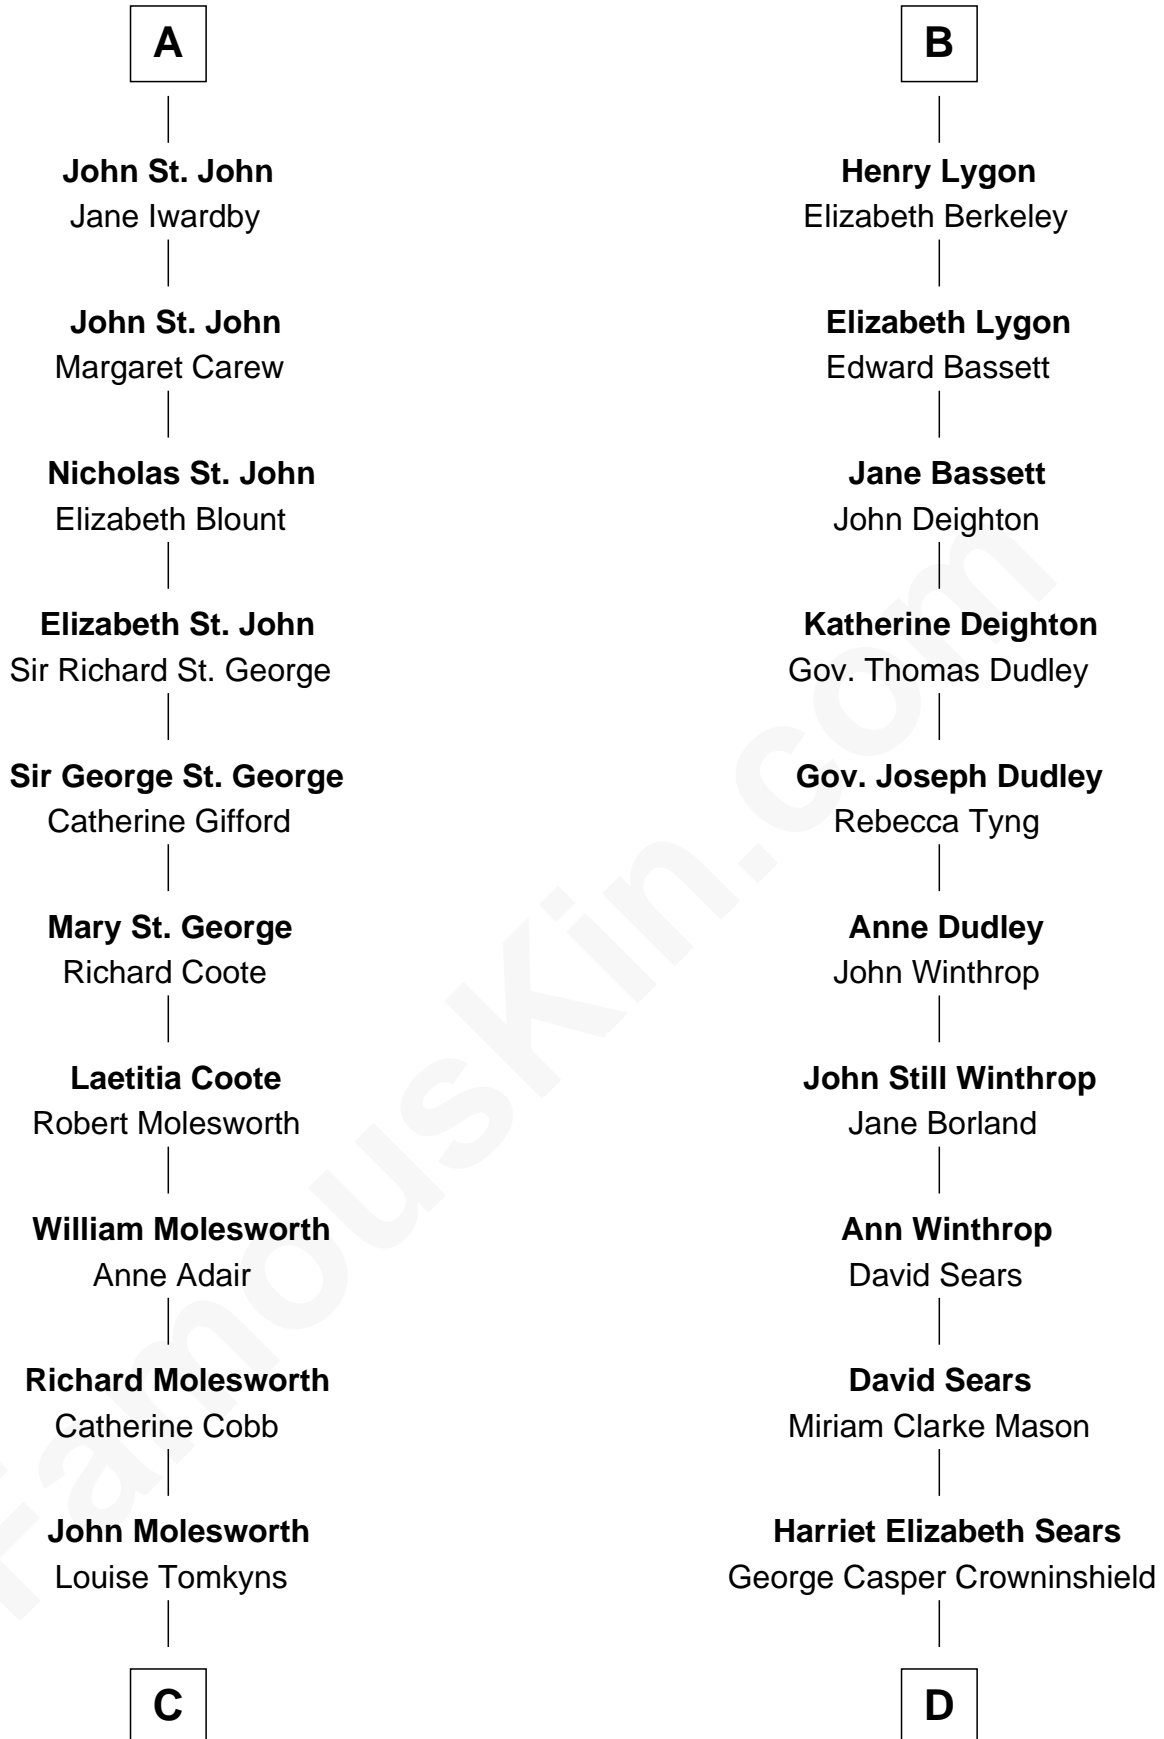 A
John St. John
Jane Iwardby
John St. John
Margaret Carew
Nicholas St. John
Elizabeth Blount
Elizabeth St. John
Sir Richard St. George
Sir George St. George
Catherine Gifford
Mary St. George
Richard Coote
Laetitia Coote
Robert Molesworth
William Molesworth
Anne Adair
Richard Molesworth
Catherine Cobb
John Molesworth
Louise Tomkyns
C
B
Henry Lygon
Elizabeth Berkeley
Elizabeth Lygon
Edward Bassett
Jane Bassett
John Deighton
Katherine Deighton
Gov. Thomas Dudley
Gov. Joseph Dudley
Rebecca Tyng
Anne Dudley
John Winthrop
John Still Winthrop
Jane Borland
Ann Winthrop
David Sears
David Sears
Miriam Clarke Mason
Harriet Elizabeth Sears
George Casper Crowninshield
D
FamousKin.com